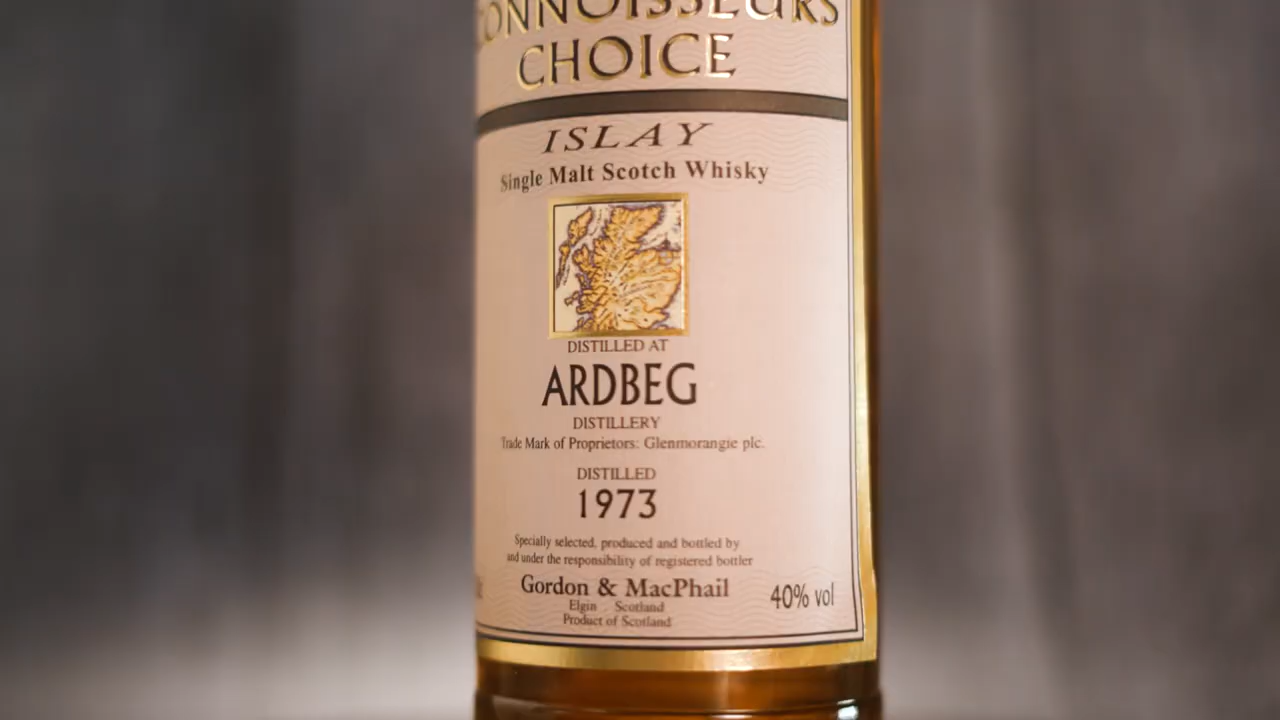 CONNOISSEURS
CHOICE
ISLAY
Single Malt Scotch Whisky
DISTILLED AT
ARDBEG
DISTILLERY
Trade Mark of Proprietors: Glenmorangie plc.
DISTILLED
1973
Specially selected, produced and bottled by
and under the responsibility of registered bottler
Gordon & MacPhail
40% vol
Elgin Scotland
Product of Scotland